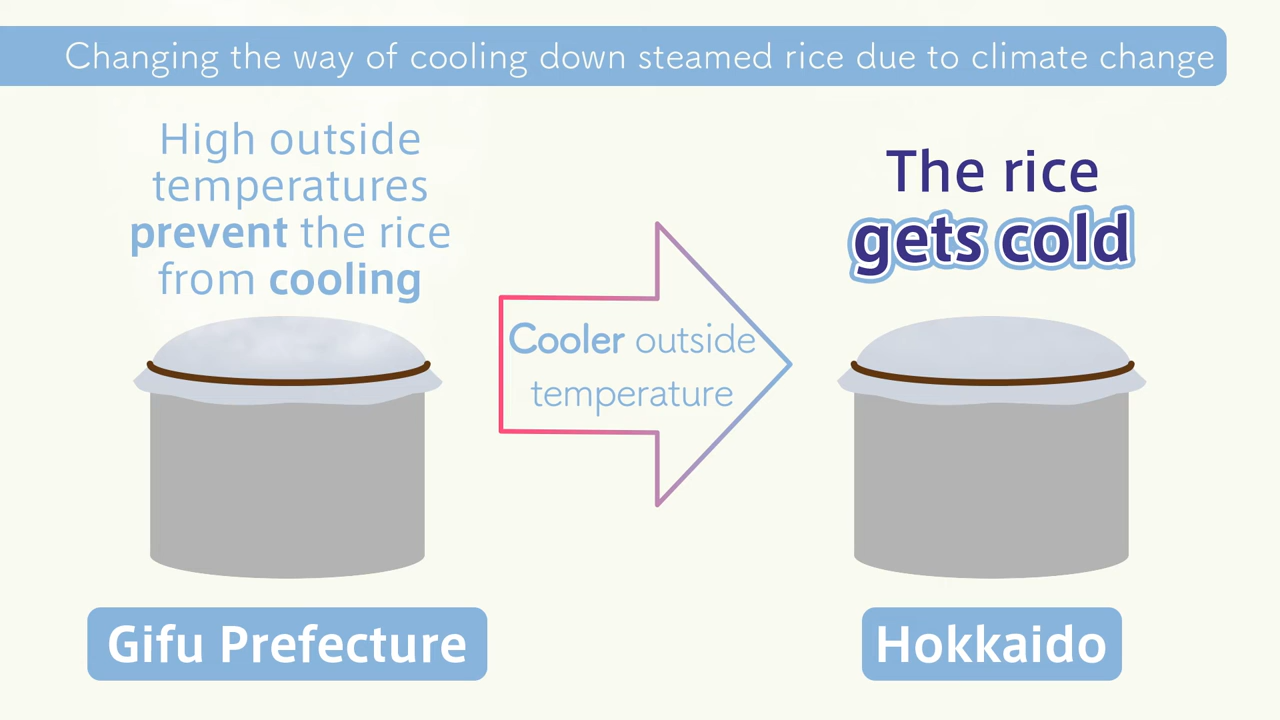 Changing the way of cooling down steamed rice due to climate change
High outside
temperatures
prevent the rice
from cooling
Cooler outside
temperature
The rice
gets cold
Gifu Prefecture
Hokkaido